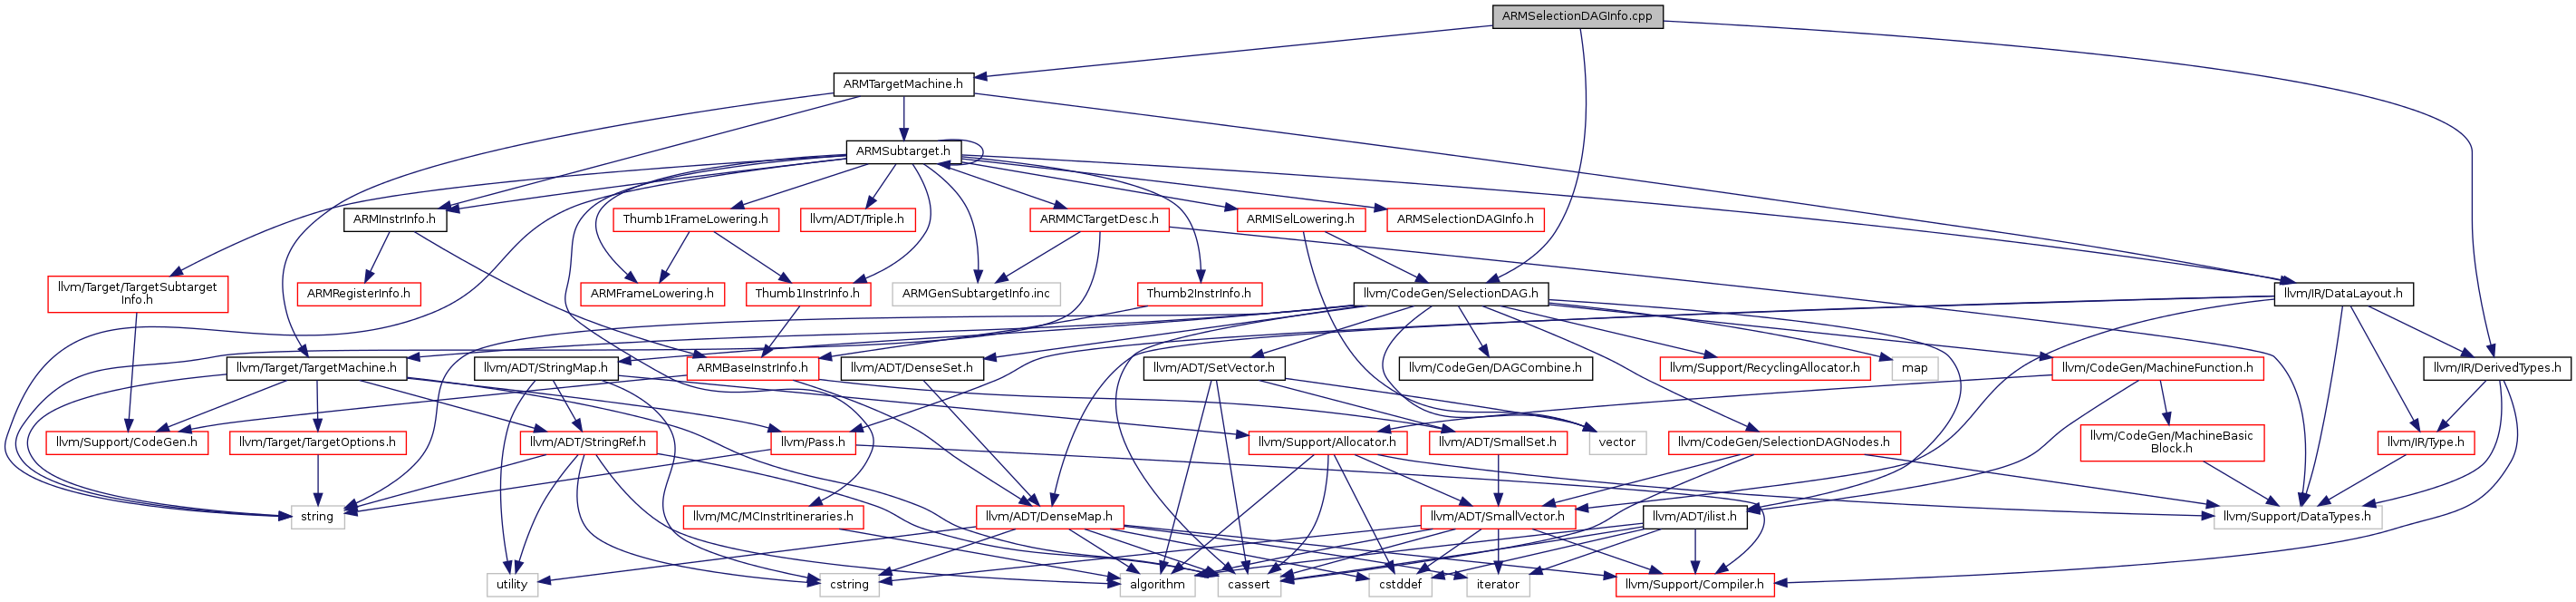 ARMSelectionDAGInfo.cpp
ARMTargetMachine.h
ARMSubtarget.h
ARMInstrInfo.h
Thumb1FrameLowering.h
llvm/ADT/Triple.h
ARMMCTargetDesc.h
ARMISelLowering.h
ARMSelectionDAGInfo.h
llvm/Target/TargetSubtarget
Info.h
ARMRegisterInfo.h
ARMFrameLowering.h
Thumb1InstrInfo.h
ARMGenSubtargetInfo.inc
Thumb2InstrInfo.h
llvm/CodeGen/SelectionDAG.h
llvm/IR/DataLayout.h
llvm/Target/TargetMachine.h
llvm/ADT/StringMap.h
ARMBaseInstrInfo.h
llvm/ADT/DenseSet.h
llvm/ADT/SetVector.h
llvm/CodeGen/DAGCombine.h
llvm/Support/RecyclingAllocator.h
map
llvm/CodeGen/MachineFunction.h
llvm/IR/DerivedTypes.h
llvm/Support/CodeGen.h
llvm/Target/TargetOptions.h
llvm/ADT/StringRef.h
llvm/Pass.h
llvm/Support/Allocator.h
llvm/ADT/SmallSet.h
vector
llvm/CodeGen/SelectionDAGNodes.h
llvm/CodeGen/MachineBasic
Block.h
llvm/IR/Type.h
string
llvm/MC/MCInstrItineraries.h
llvm/ADT/DenseMap.h
llvm/ADT/SmallVector.h
llvm/ADT/ilist.h
llvm/Support/DataTypes.h
utility
cstring
algorithm
cassert
cstddef
iterator
llvm/Support/Compiler.h